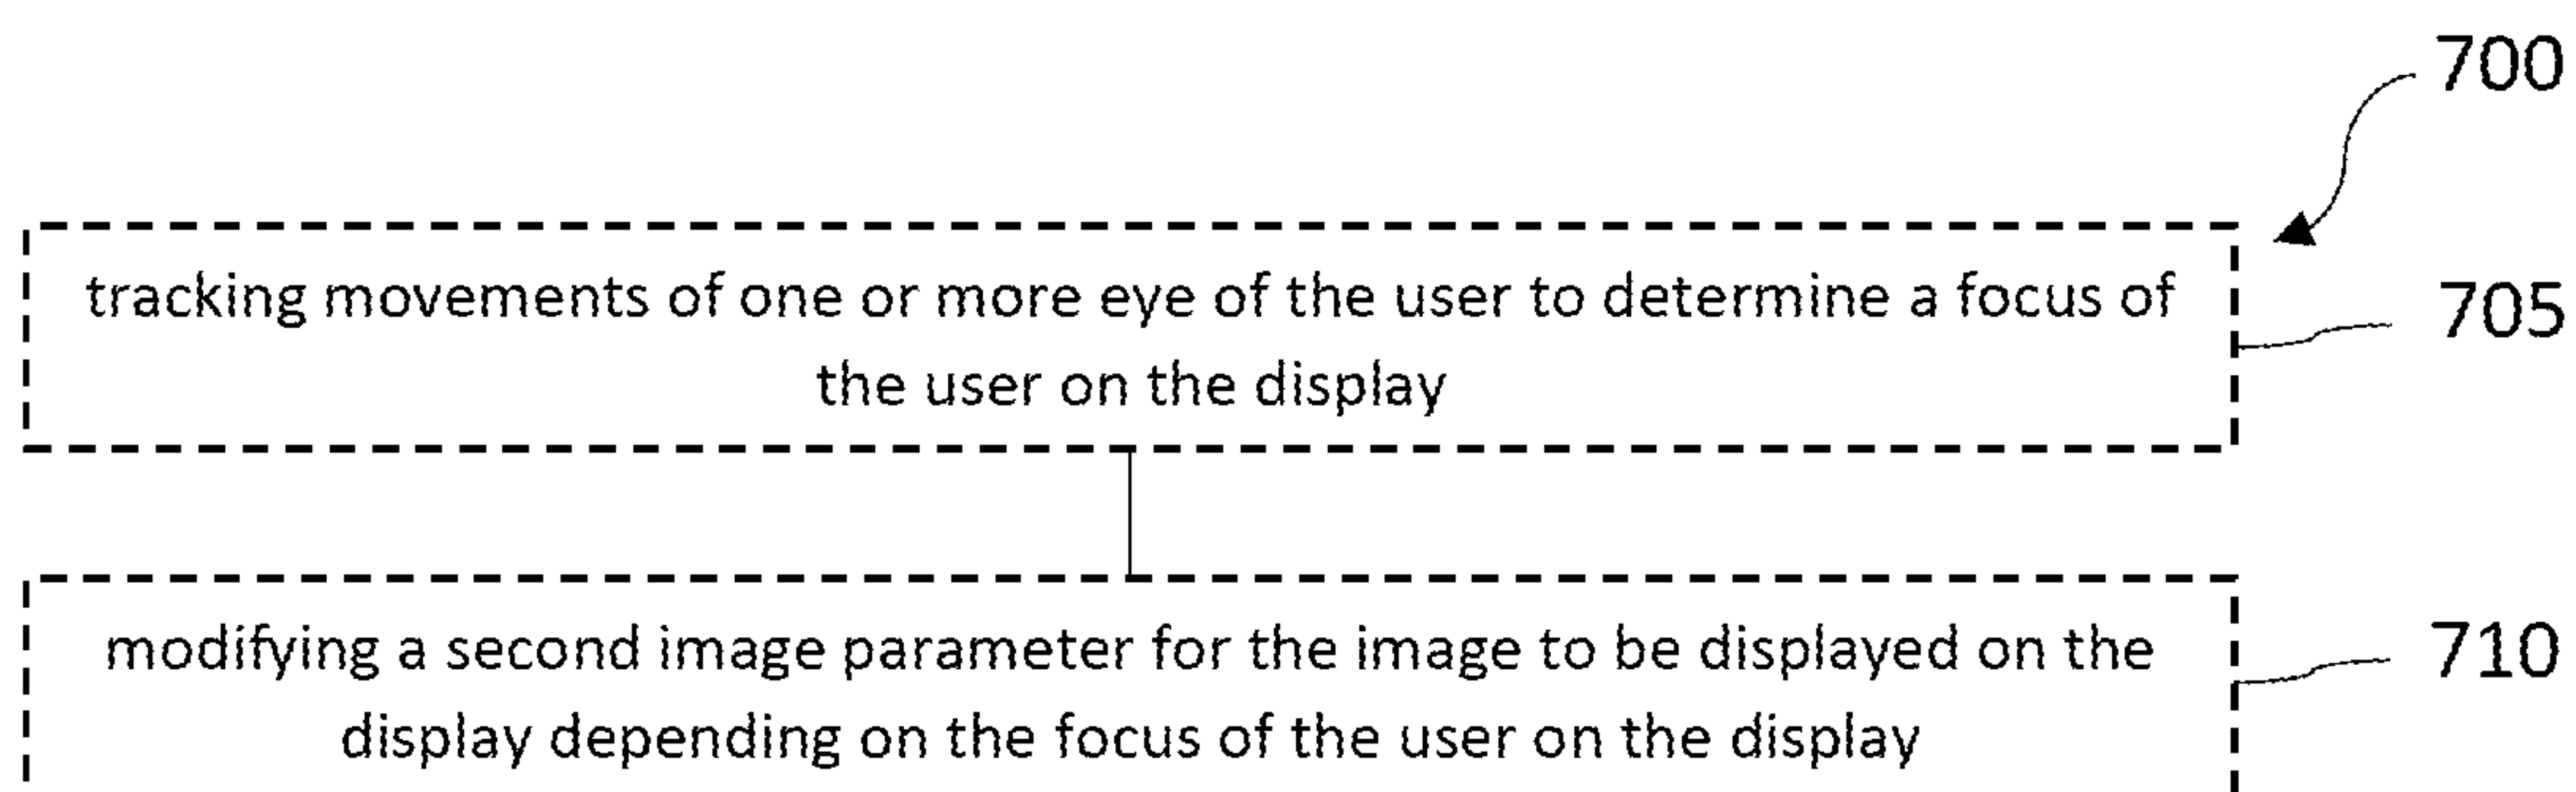 700
tracking movements of one or more eye of the user to determine a focus of
the user on the display
705
modifying a second image parameter for the image to be displayed on the
display depending on the focus of the user on the display
710